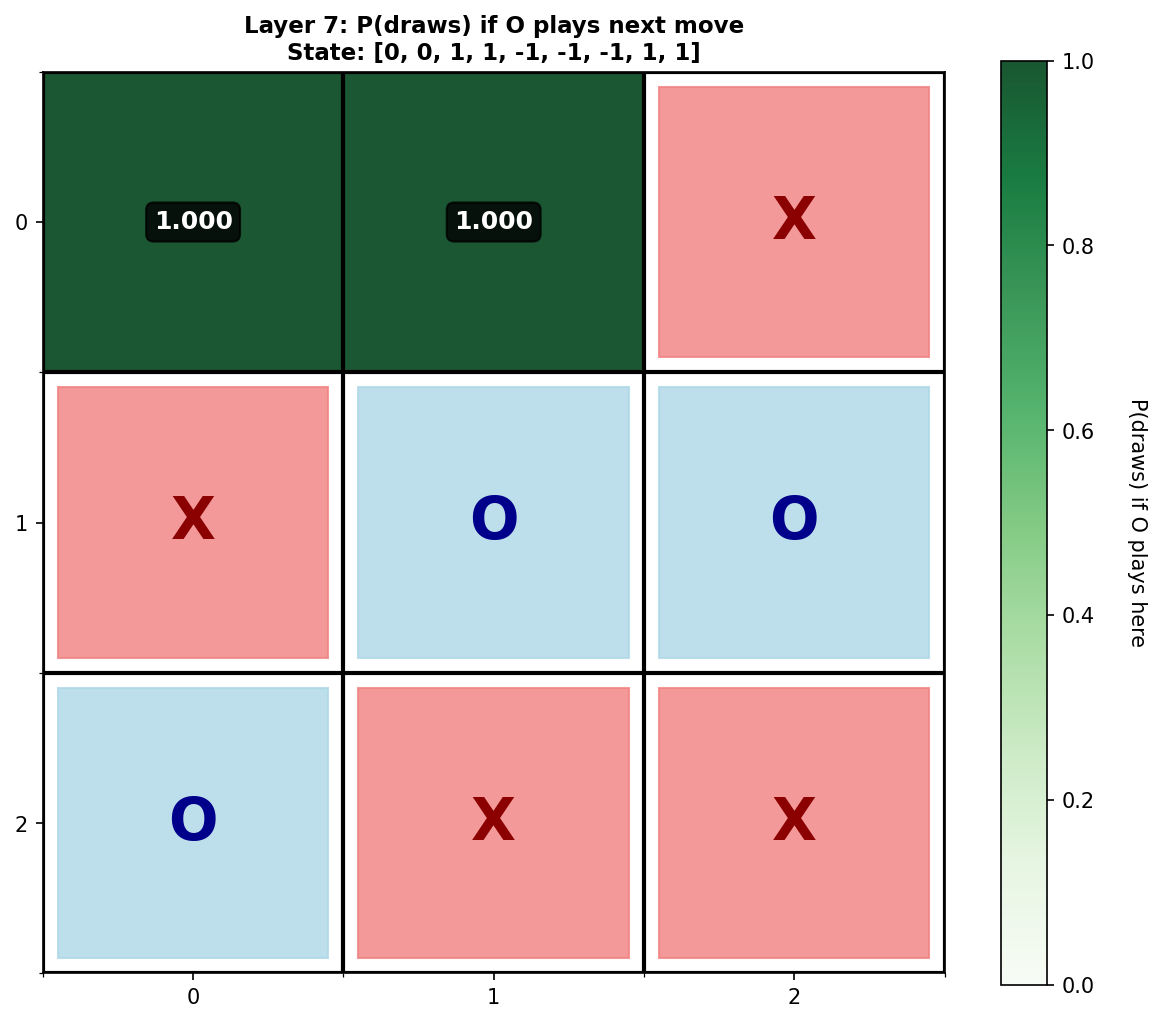 Layer 7: P(draws) if O plays next move
State: [0, 0, 1, 1, -1, -1, -1, 1, 1]
0
1.000
1.000
X
1
X
O
O
2
O
X
X
0
1
2
1.0
0.8
0.6
0.4
0.2
0.0
P(draws) if O plays here